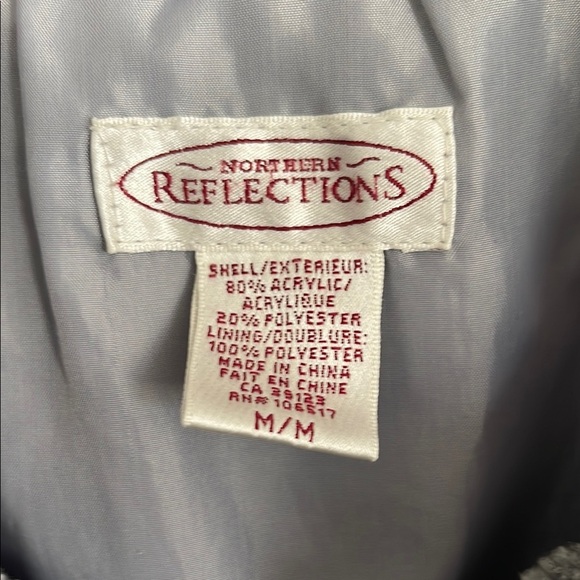 NORTHERN
REFLECTIONS
SHELL/EXTERIEUR:
80% ACRYLIC/
ACRYLIQUE
20% POLYESTER
LINING/DOUBLURE:
100% POLYESTER
MADE IN CHINA
FAIT EN CHINE
CA 39123
RN# 106517
M/M